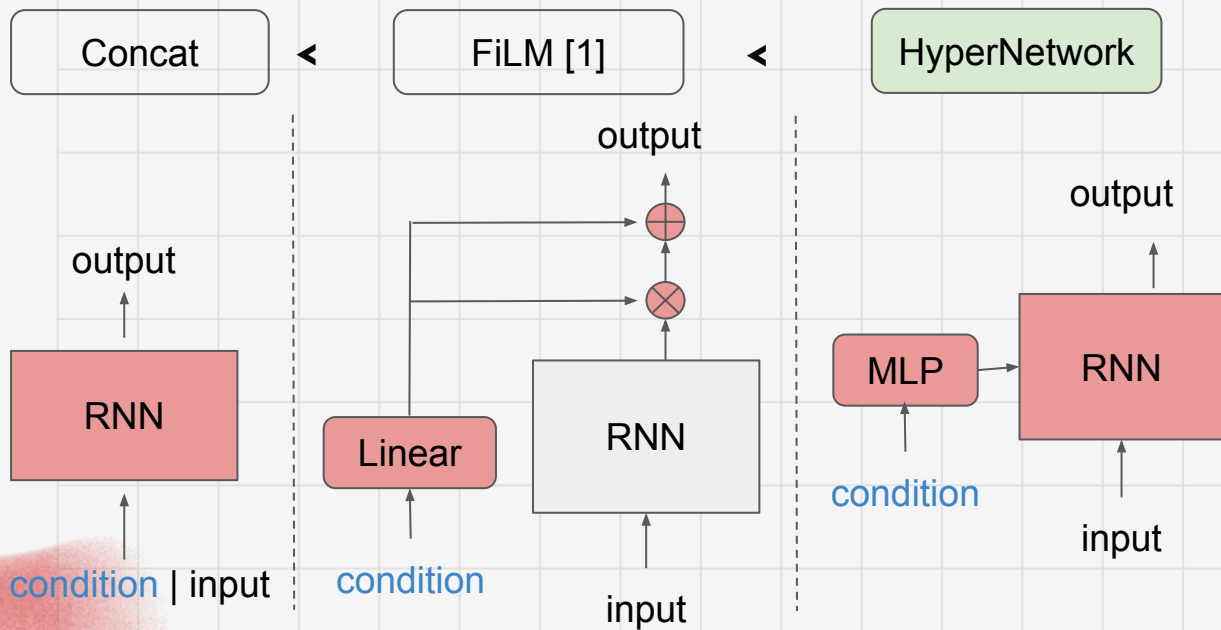 Concat < FiLM [1] < HyperNetwork
output
RNN
condition | input
output
Linear
RNN
condition
input
output
MLP
RNN
condition
input